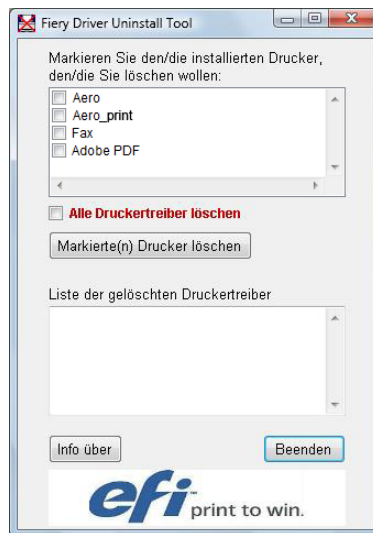 Fiery Driver Uninstall Tool
Markieren Sie den/die installierten Drucker,
den/die Sie löschen wollen:
Aero
Aero_print
Fax
Adobe PDF
Alle Druckertreiber löschen
Markierte(n) Drucker löschen
Liste der gelöschten Druckertreiber
Info über
Beenden
efi™ print to win.